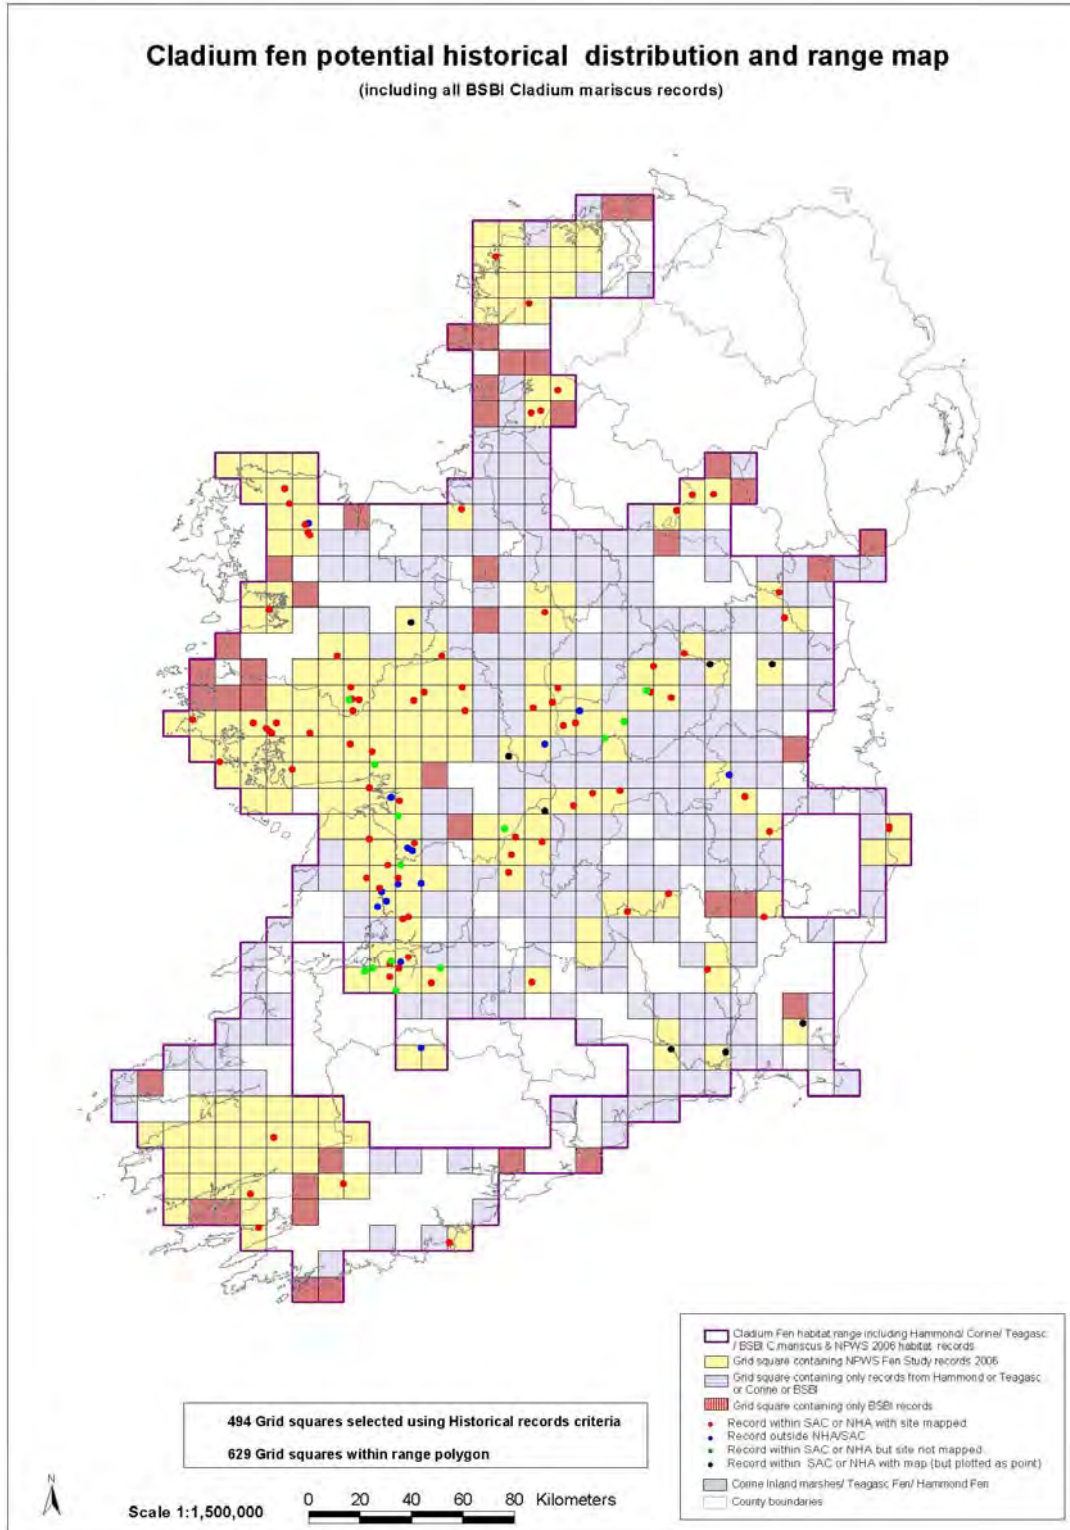 Cladium fen potential historical distribution and range map
(including all BSBI Cladium mariscus records)
Cladium Fen habitat range including Hammond/ Corine/ Teagasc
/ BSBI C.mariscus & NPWS 2006 habitat records
Grid square containing NPWS Fen Study records 2006
Grid square containing only records from Hammond or Teagasc
or Corine or BSBI
Grid square containing only BSBI records
Record within SAC or NHA with site mapped
Record outside NHA/SAC
Record within SAC or NHA but site not mapped
Record within SAC or NHA with map (but plotted as point)
Corine Inland marshes/ Teagasc Fen/ Hammond Fen
County boundaries
494 Grid squares selected using Historical records criteria
629 Grid squares within range polygon
N
Scale 1:1,500,000
0 20 40 60 80 Kilometers